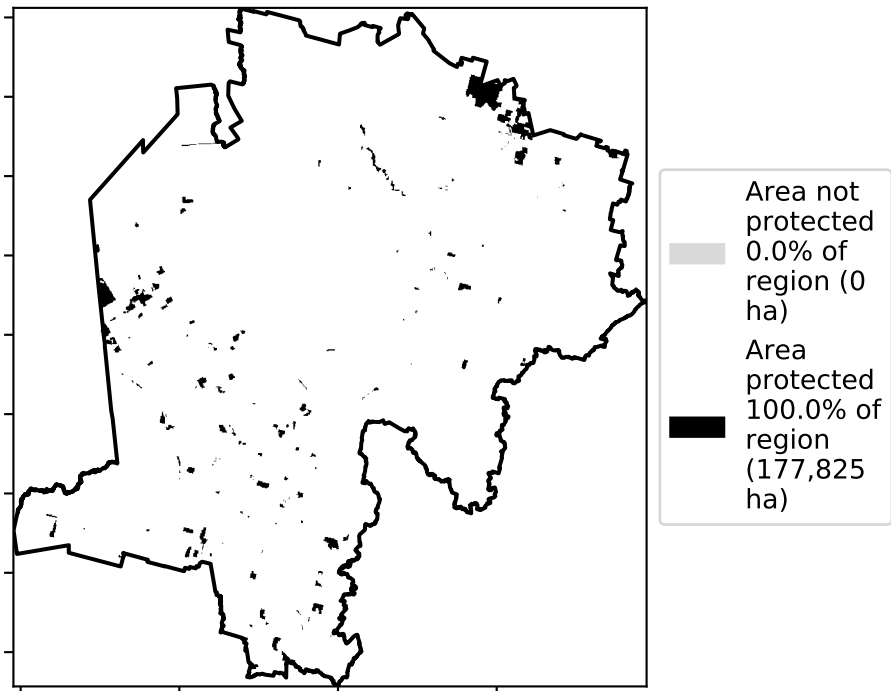 Area not
protected
0.0% of
region (0
ha)
Area
protected
100.0% of
region
(177,825
ha)